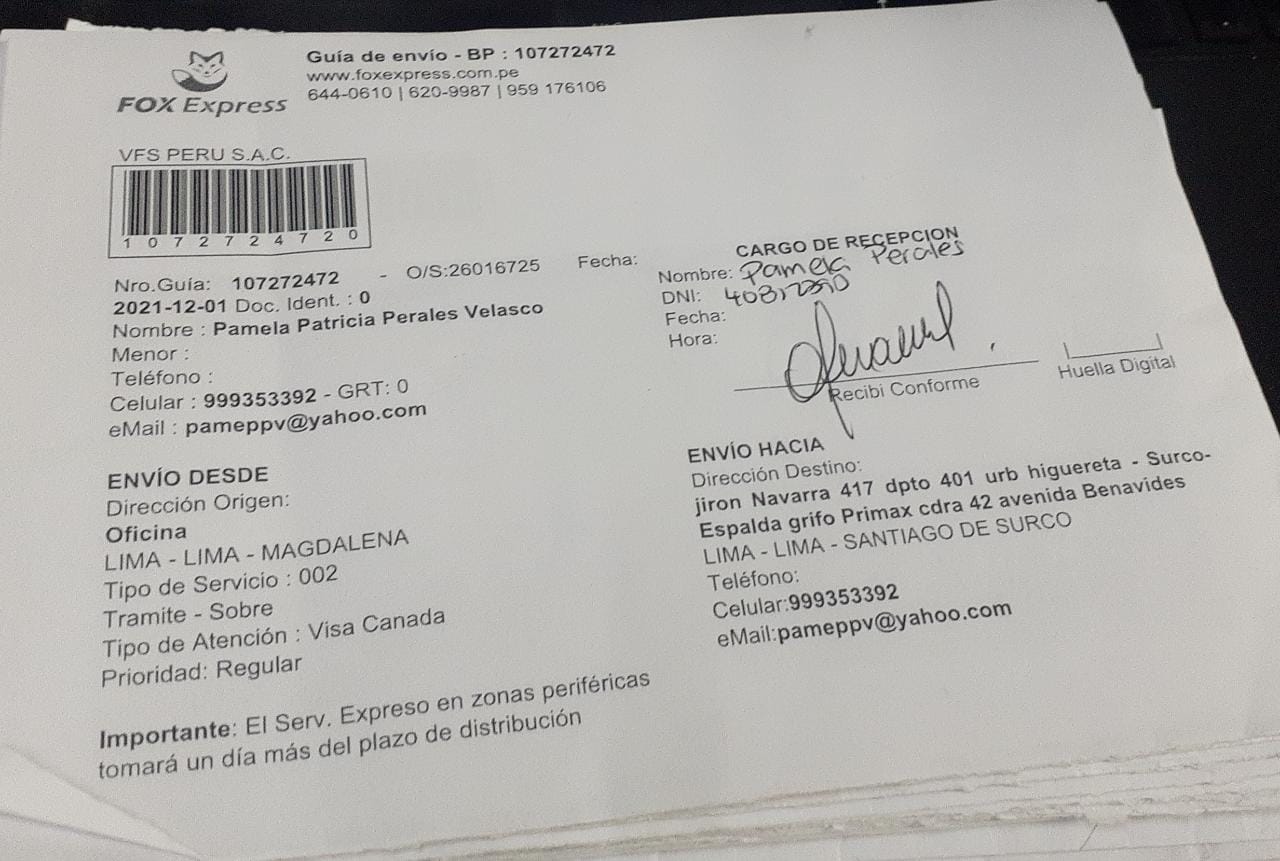 FOX Express
Guía de envío - BP : 107272472
www.foxexpress.com.pe
644-0610 | 620-9987 | 959 176106
VFS PERU S.A.C.
1 0 7 2 7 2 4 7 2 0
Nro.Guía: 107272472 - O/S:26016725 Fecha:
2021-12-01 Doc. Ident. : 0
Nombre : Pamela Patricia Perales Velasco
Menor :
Teléfono :
Celular : 999353392 - GRT: 0
eMail : pameppv@yahoo.com
ENVÍO DESDE
Dirección Origen:
Oficina
LIMA - LIMA - MAGDALENA
Tipo de Servicio : 002
Tramite - Sobre
Tipo de Atención : Visa Canada
Prioridad: Regular
Importante: El Serv. Expreso en zonas periféricas
tomará un día más del plazo de distribución
CARGO DE RECEPCION
Nombre: Pamela Perales
DNI:
Fecha:
Hora:
Recibi Conforme
Huella Digital
ENVÍO HACIA
Dirección Destino:
jiron Navarra 417 dpto 401 urb higuereta - Surco-
Espalda grifo Primax cdra 42 avenida Benavides
LIMA - LIMA - SANTIAGO DE SURCO
Teléfono:
Celular:999353392
eMail:pameppv@yahoo.com